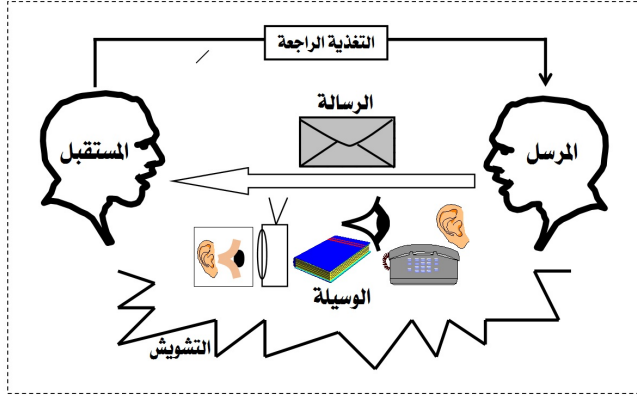 التغذية الراجعة
الرسالة
المرسل
المستقبل
الوسيلة
التشويش